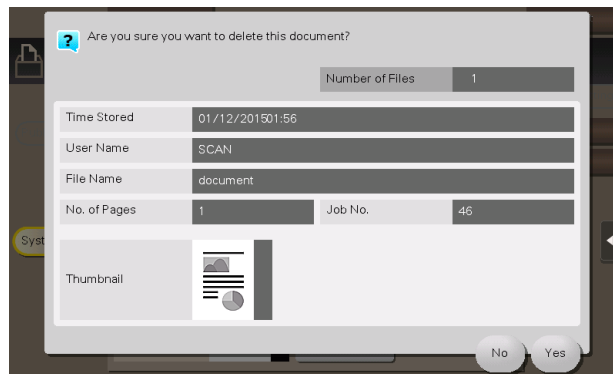 Are you sure you want to delete this document?
Number of Files 1
Time Stored 01/12/201501:56
User Name SCAN
File Name document
No. of Pages 1 Job No. 46
Syst
Thumbnail
No Yes